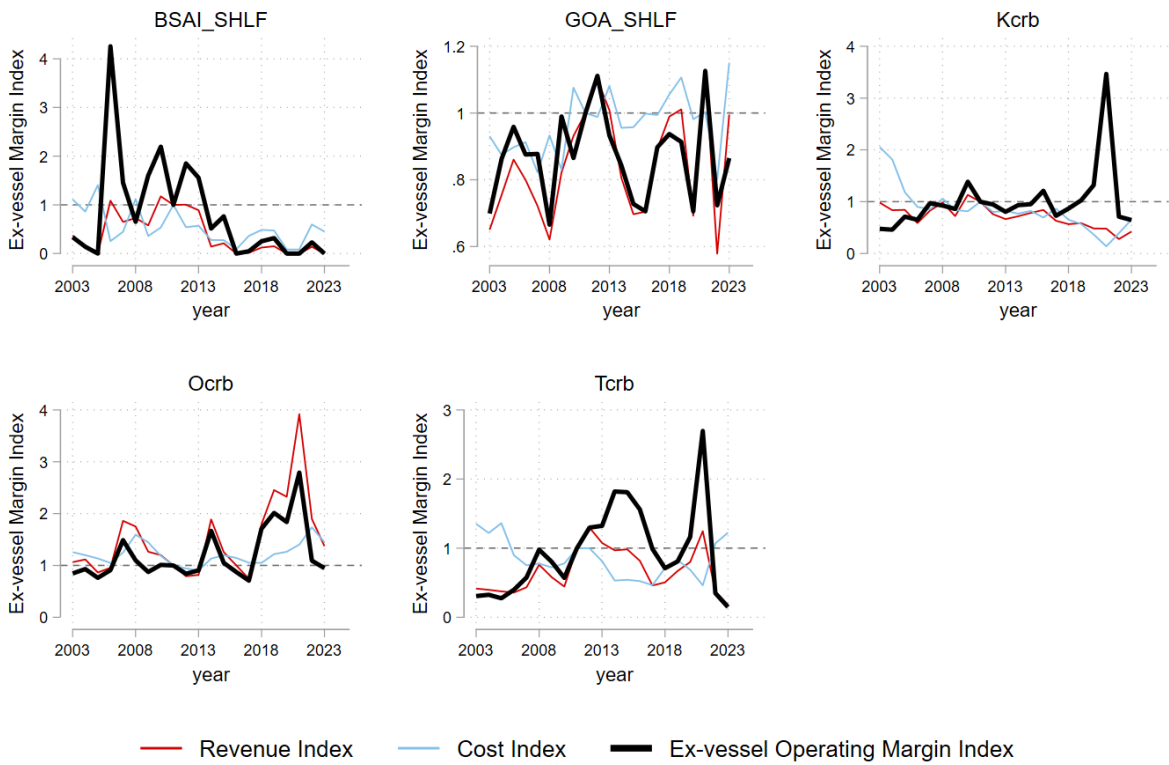 BSAI_SHLF
GOA_SHLF
Kcrb
Ex-vessel Margin Index
4
3
2
1
0
2003 2008 2013 2018 2023
year
Ex-vessel Margin Index
1.2
1
.8
.6
2003 2008 2013 2018 2023
year
Ex-vessel Margin Index
4
3
2
1
0
2003 2008 2013 2018 2023
year
Ocrb
Tcrb
Ex-vessel Margin Index
4
3
2
1
0
2003 2008 2013 2018 2023
year
Ex-vessel Margin Index
3
2
1
0
2003 2008 2013 2018 2023
year
Revenue Index Cost Index Ex-vessel Operating Margin Index